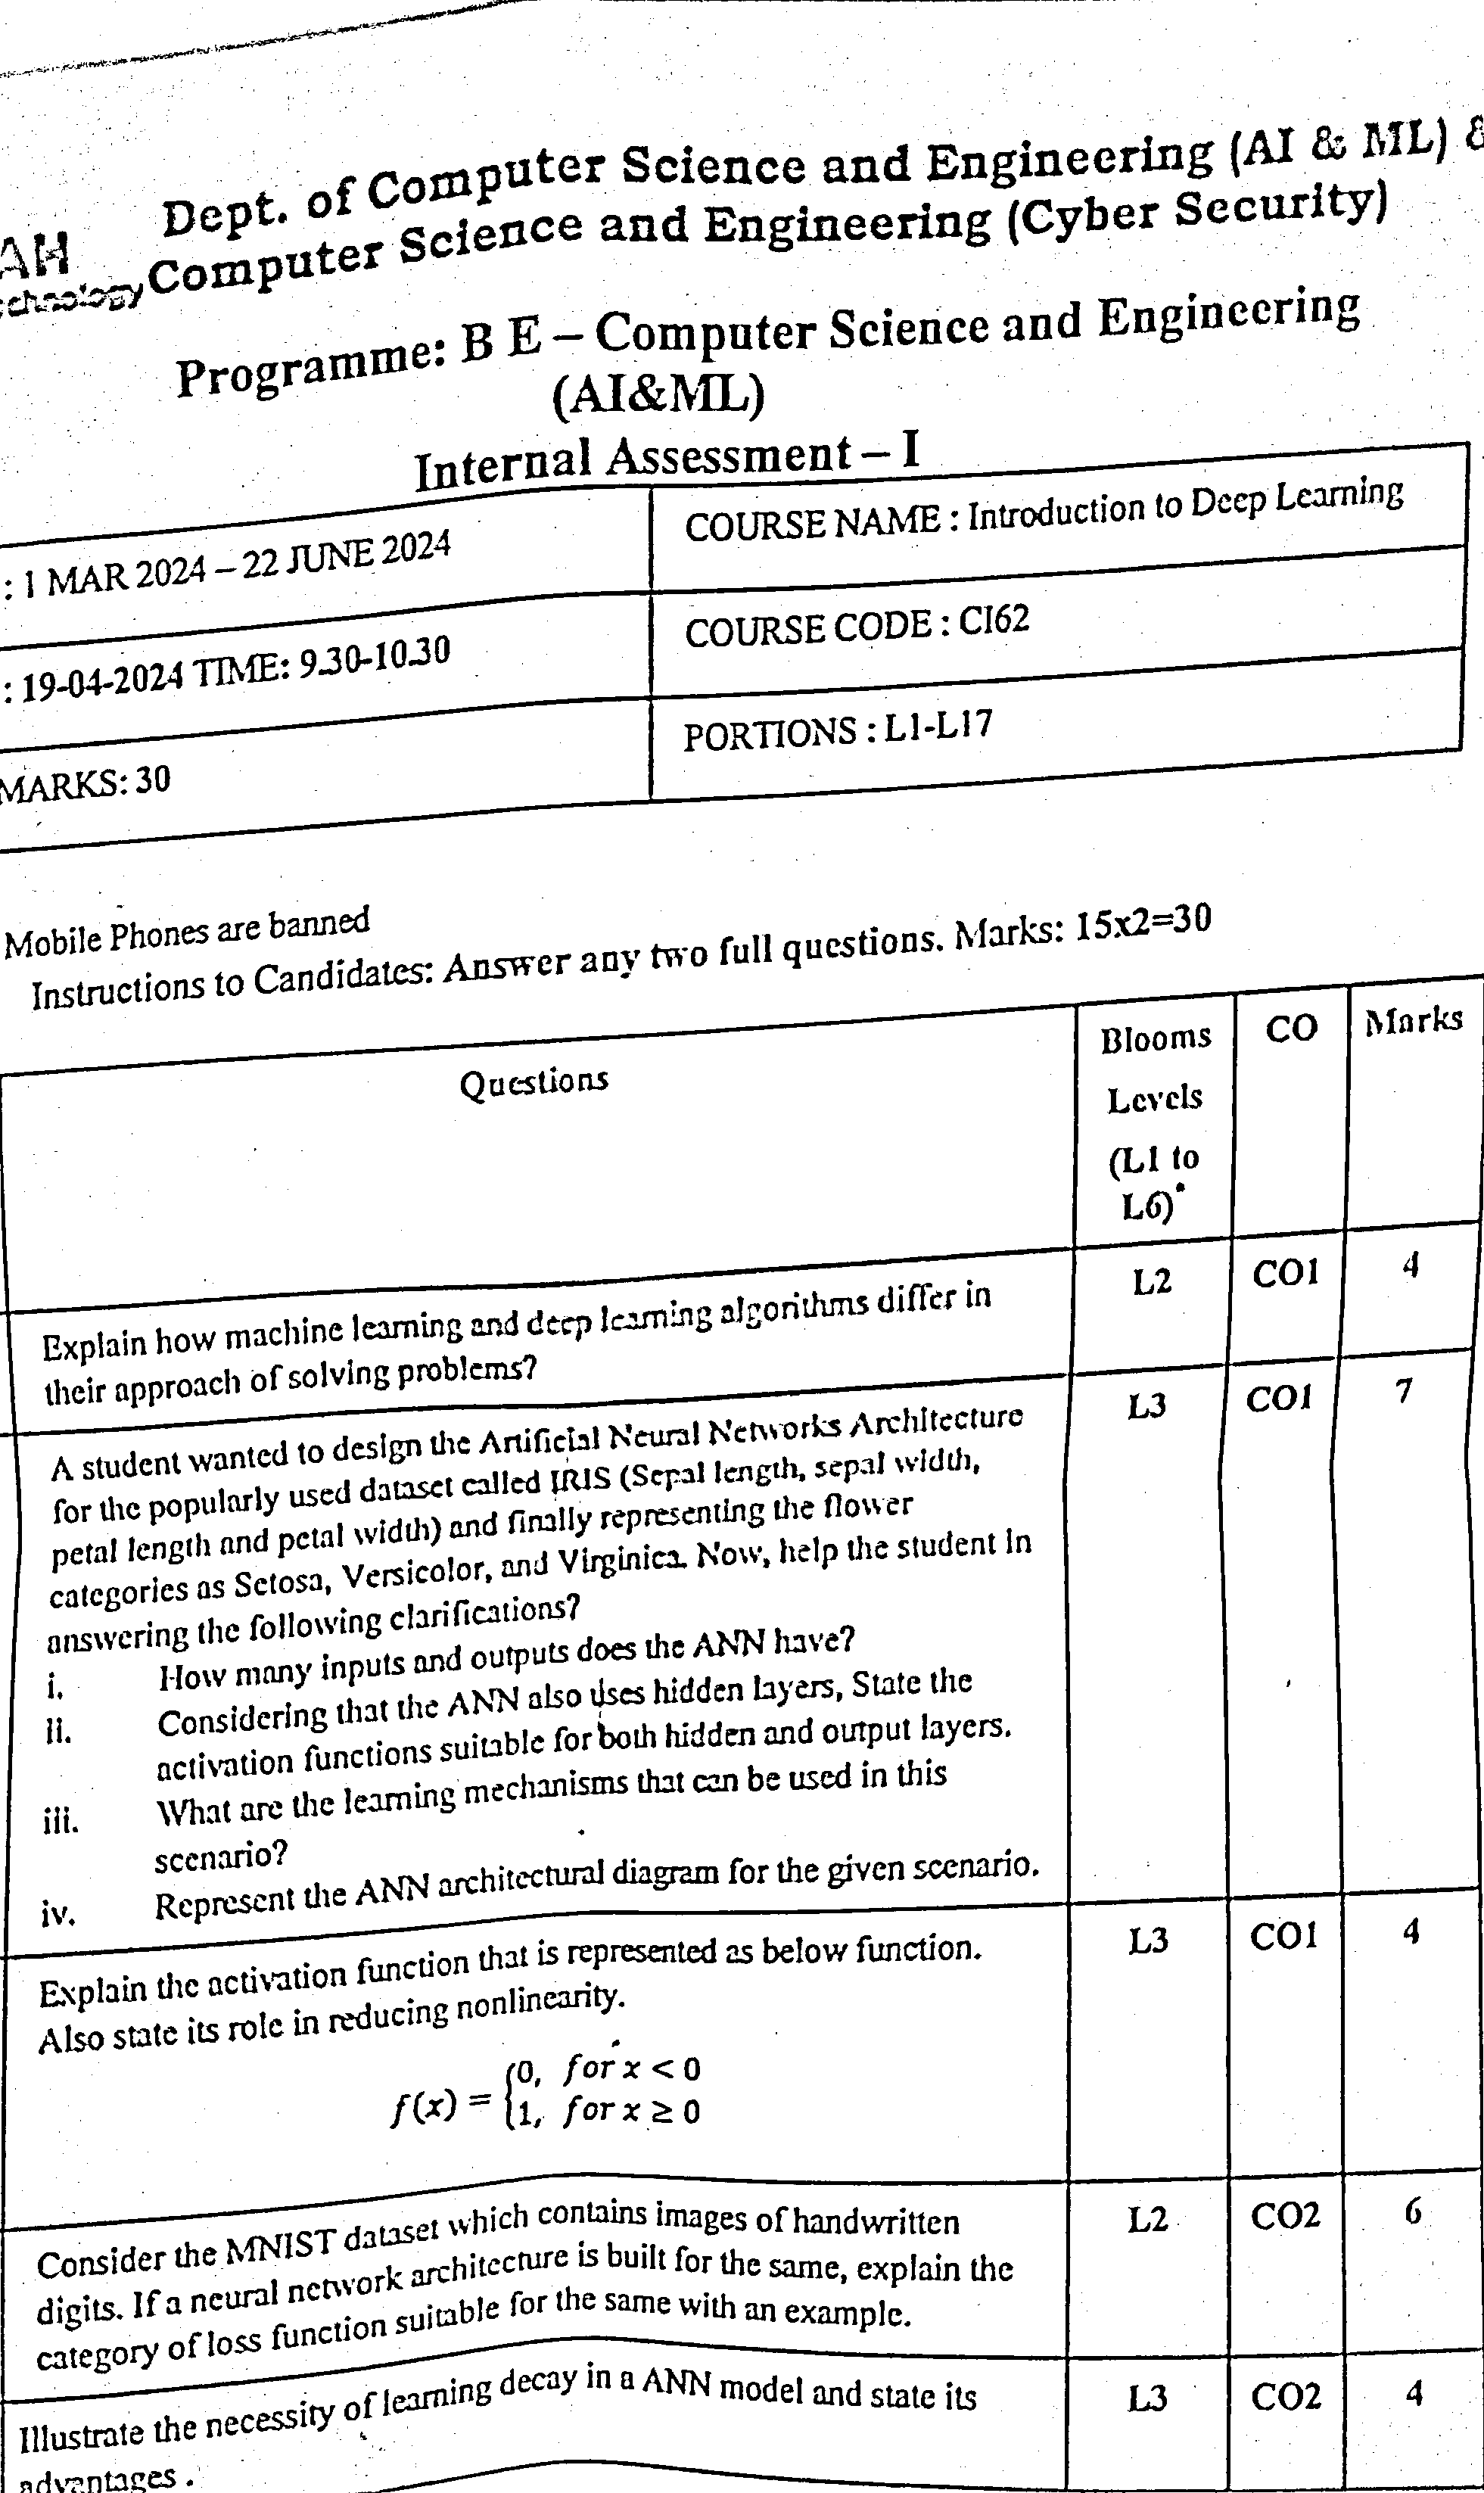 Dept. of Computer Science and Engineering (AI & ML) &
AH
chnology Computer Science and Engineering (Cyber Security)
Programme: B E – Computer Science and Engineering
(AI&ML)
Internal Assessment – I
: 1 MAR 2024 – 22 JUNE 2024 COURSE NAME : Introduction to Deep Learning
: 19-04-2024 TIME: 9.30-10.30 COURSE CODE : CI62
MARKS: 30 PORTIONS : L1-L17
Mobile Phones are banned
Instructions to Candidates: Answer any two full questions. Marks: 15x2=30
Questions Blooms CO Marks
Levels
(L1 to
L6)*
Explain how machine learning and deep learning algorithms differ in L2 CO1 4
their approach of solving problems?
A student wanted to design the Artificial Neural Networks Architecture L3 CO1 7
for the popularly used dataset called IRIS (Sepal length, sepal width,
petal length and petal width) and finally representing the flower
categories as Setosa, Versicolor, and Virginica. Now, help the student in
answering the following clarifications?
i. How many inputs and outputs does the ANN have?
ii. Considering that the ANN also uses hidden layers, State the
activation functions suitable for both hidden and output layers.
iii. What are the learning mechanisms that can be used in this
scenario?
iv. Represent the ANN architectural diagram for the given scenario.
Explain the activation function that is represented as below function. L3 CO1 4
Also state its role in reducing nonlinearity.
f(x) = {0, for x < 0
1, for x ≥ 0
Consider the MNIST dataset which contains images of handwritten L2 CO2 6
digits. If a neural network architecture is built for the same, explain the
category of loss function suitable for the same with an example.
Illustrate the necessity of learning decay in a ANN model and state its L3 CO2 4
advantages .